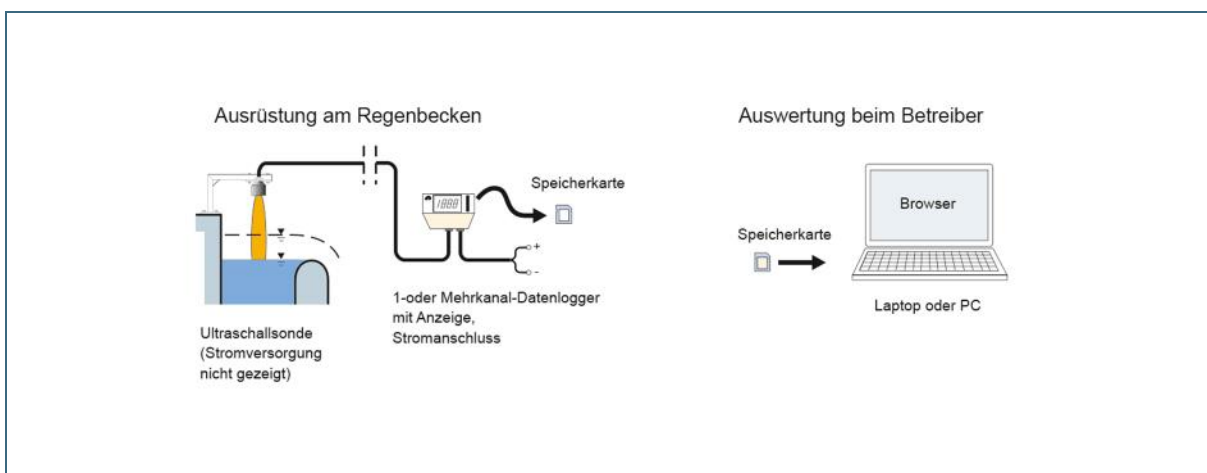 Ausrüstung am Regenbecken
Speicherkarte
+
-
1-oder Mehrkanal-Datenlogger
mit Anzeige,
Stromanschluss
Ultraschallsonde
(Stromversorgung
nicht gezeigt)
Auswertung beim Betreiber
Browser
Speicherkarte
Laptop oder PC